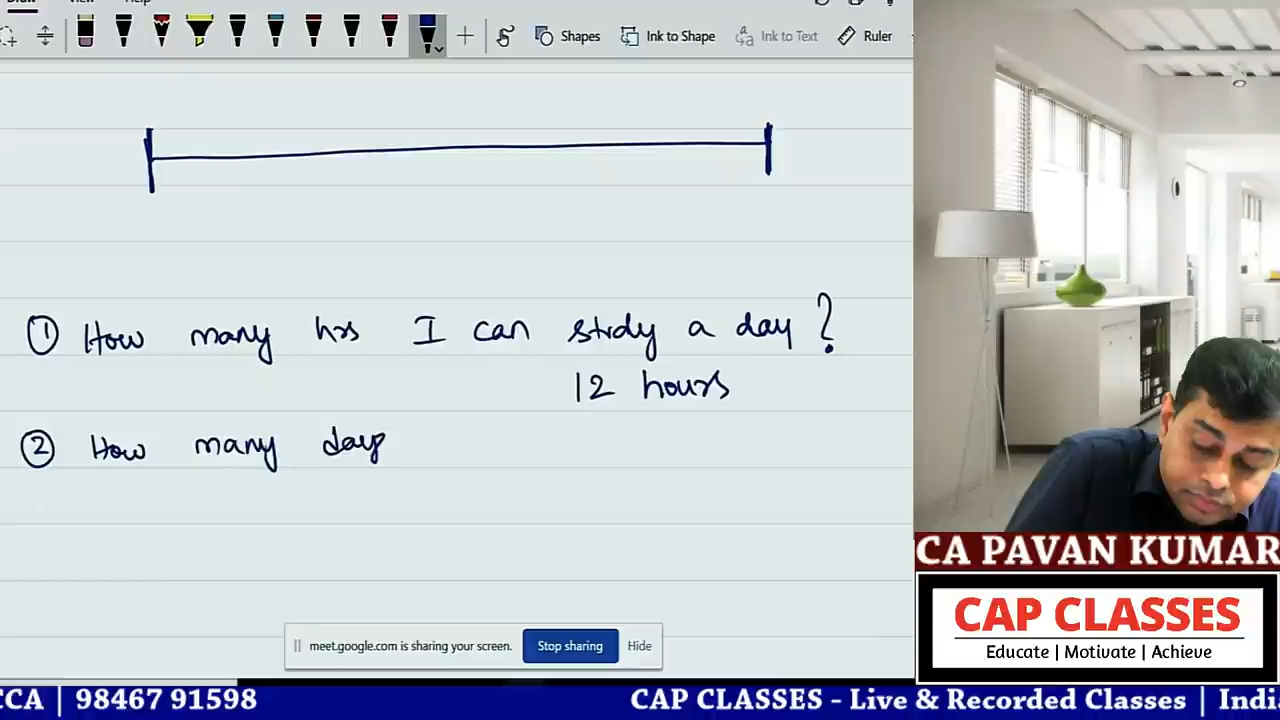 Shapes Ink to Shape Ink to Text Ruler
① How many hrs I can study a day ?
12 hours
② How many day
meet.google.com is sharing your screen. Stop sharing Hide
CA PAVAN KUMAR
CAP CLASSES
Educate | Motivate | Achieve
CCA | 98467 91598 CAP CLASSES - Live & Recorded Classes | Indi